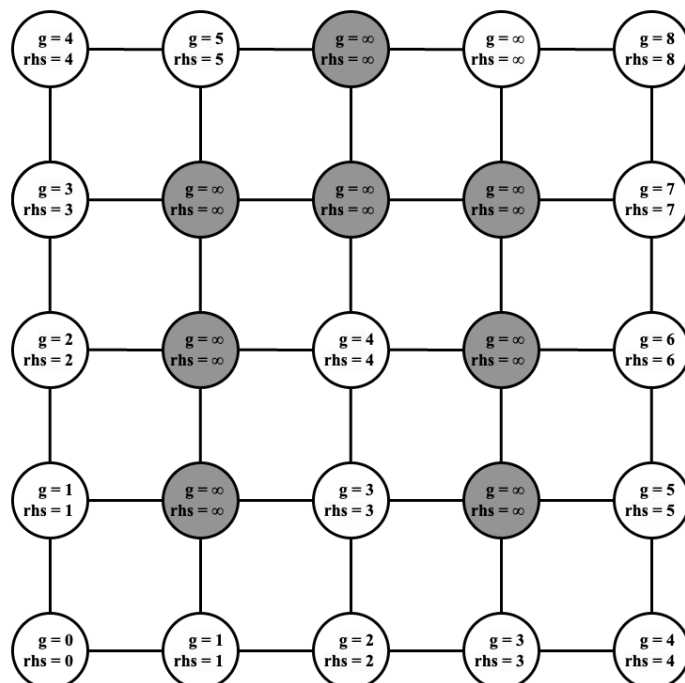 g = 4 g = 5 g = ∞ g = ∞ g = 8
rhs = 4 rhs = 5 rhs = ∞ rhs = ∞ rhs = 8
g = 3 g = ∞ g = ∞ g = ∞ g = 7
rhs = 3 rhs = ∞ rhs = ∞ rhs = ∞ rhs = 7
g = 2 g = ∞ g = 4 g = ∞ g = 6
rhs = 2 rhs = ∞ rhs = 4 rhs = ∞ rhs = 6
g = 1 g = ∞ g = 3 g = ∞ g = 5
rhs = 1 rhs = ∞ rhs = 3 rhs = ∞ rhs = 5
g = 0 g = 1 g = 2 g = 3 g = 4
rhs = 0 rhs = 1 rhs = 2 rhs = 3 rhs = 4